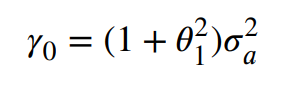 γ₀ = (1 + θ₁²)σₐ²